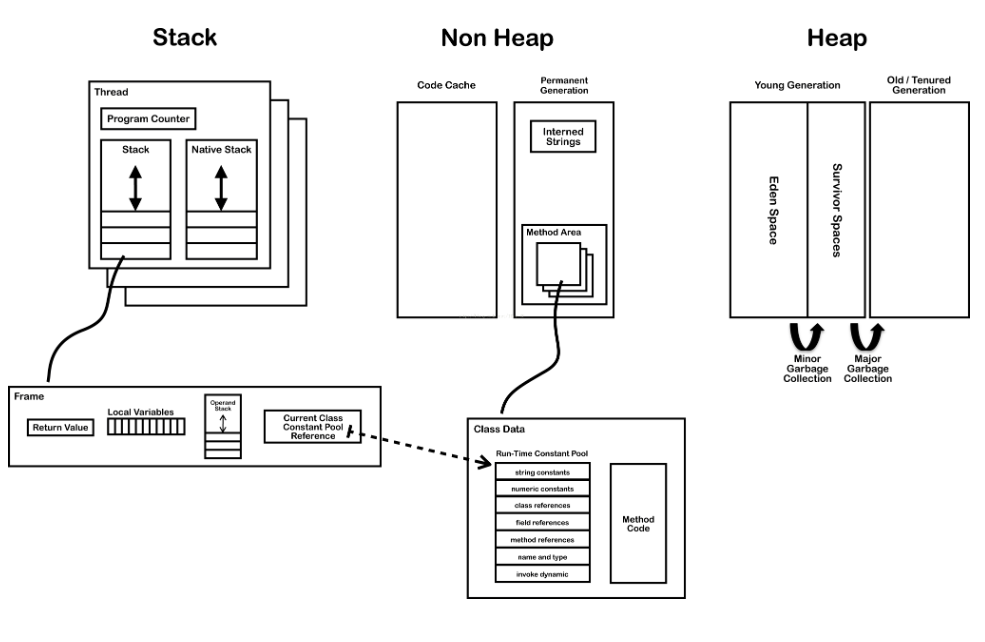 Stack
Non Heap
Heap
Thread
Program Counter
Stack
Native Stack
Code Cache
Permanent
Generation
Interned
Strings
Method Area
Young Generation
Old / Tenured
Generation
Eden Space
Survivor Spaces
Minor
Garbage
Collection
Major
Garbage
Collection
Frame
Return Value
Local Variables
Operand
Stack
Current Class
Constant Pool
Reference
Class Data
Run-Time Constant Pool
string constants
numeric constants
class references
field references
method references
name and type
invoke dynamic
Method
Code